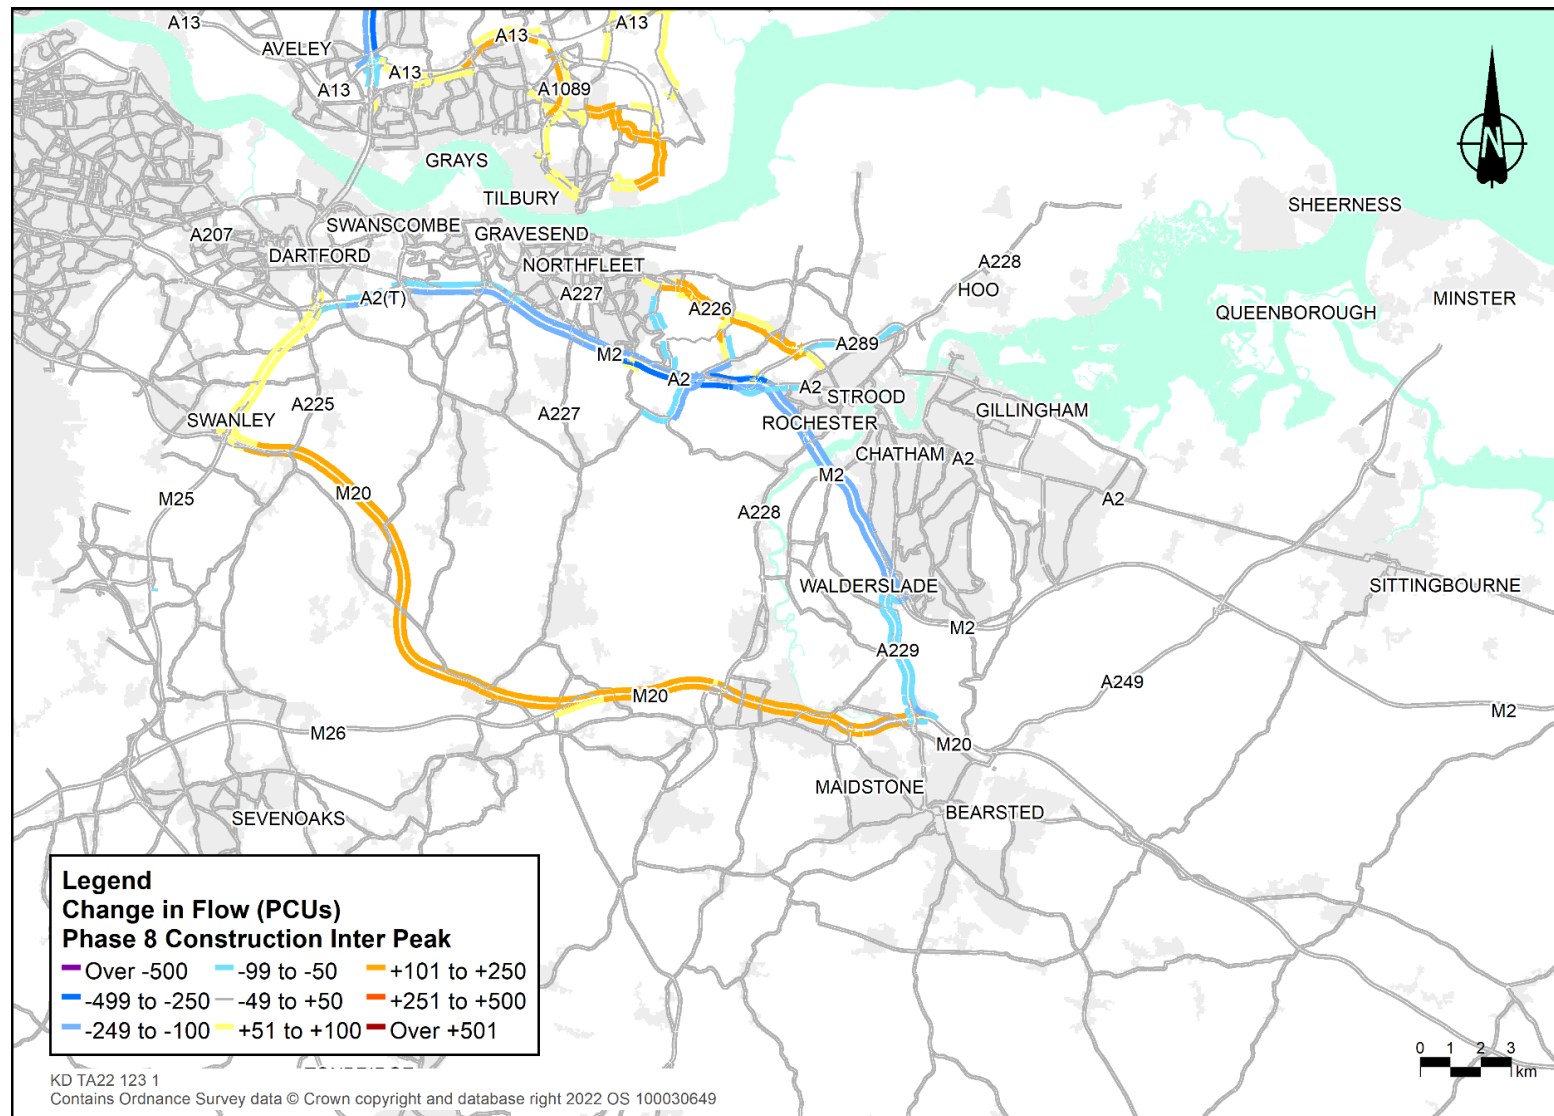 A13
A13
A13
AVELEY
A13
A13
A1089
GRAYS
TILBURY
SHEERNESS
SWANSCOMBE
A207
GRAVESEND
DARTFORD
NORTHFLEET
A228
HOO
A227
A2(T)
MINSTER
A226
QUEENBOROUGH
A289
M2
A2
A2
STROOD
A225
SWANLEY
A227
GILLINGHAM
ROCHESTER
CHATHAM
A2
M2
M20
M25
A2
A228
WALDERSLADE
SITTINGBOURNE
M2
A229
A249
M20
M2
M26
M20
MAIDSTONE
BEARSTED
SEVENOAKS
N
Legend
Change in Flow (PCUs)
Phase 8 Construction Inter Peak
Over -500 -99 to -50 +101 to +250
-499 to -250 -49 to +50 +251 to +500
-249 to -100 +51 to +100 Over +501
0 1 2 3
km
KD TA22 123 1
Contains Ordnance Survey data © Crown copyright and database right 2022 OS 100030649